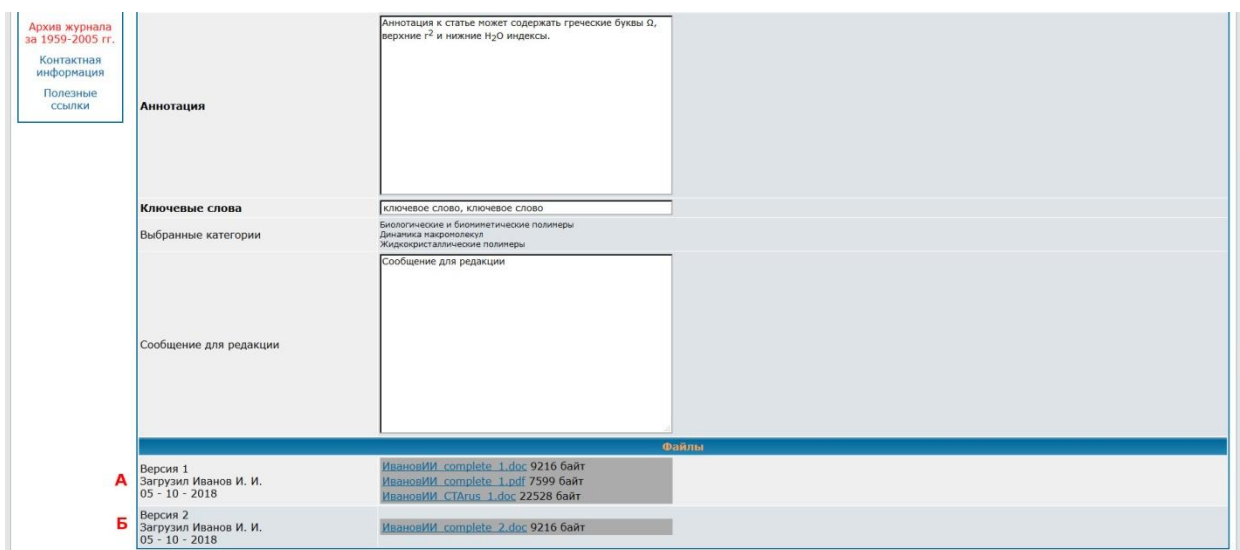 Архив журнала
за 1959-2005 гг.
Контактная
информация
Полезные
ссылки
Аннотация
Аннотация к статье может содержать греческие буквы Ω,
верхние r² и нижние H₂O индексы.
Ключевые слова
ключевое слово, ключевое слово
Выбранные категории
Биологические и биомиметические полимеры
Динамика макромолекул
Жидкокристаллические полимеры
Сообщение для редакции
Сообщение для редакции
Файлы
А
Версия 1
Загрузил Иванов И. И.
05 - 10 - 2018
ИвановИИ_complete_1.doc 9216 байт
ИвановИИ_complete_1.pdf 7599 байт
ИвановИИ_CTArus_1.doc 22528 байт
Б
Версия 2
Загрузил Иванов И. И.
05 - 10 - 2018
ИвановИИ_complete_2.doc 9216 байт